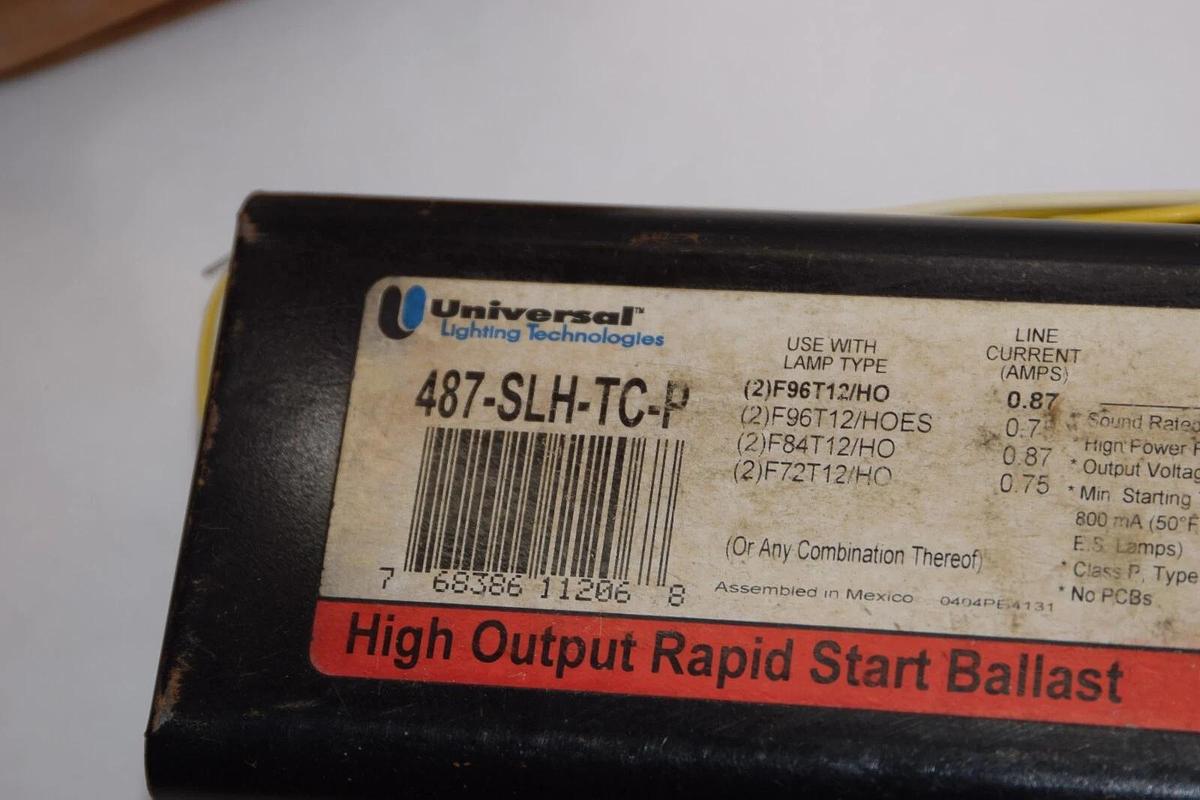 Universal™
Lighting Technologies
487-SLH-TC-P
7 68386 11206 8
USE WITH
LAMP TYPE
(2)F96T12/HO
(2)F96T12/HOES
(2)F84T12/HO
(2)F72T12/HO
(Or Any Combination Thereof)
Assembled in Mexico 0404PE4131
LINE
CURRENT
(AMPS)
0.87
0.87
0.75
* Sound Rated
* High Power
* Output
* Min Starting
800 mA (50°F
E.S. Lamps)
* Class P, Type
* No PCBs
High Output Rapid Start Ballast